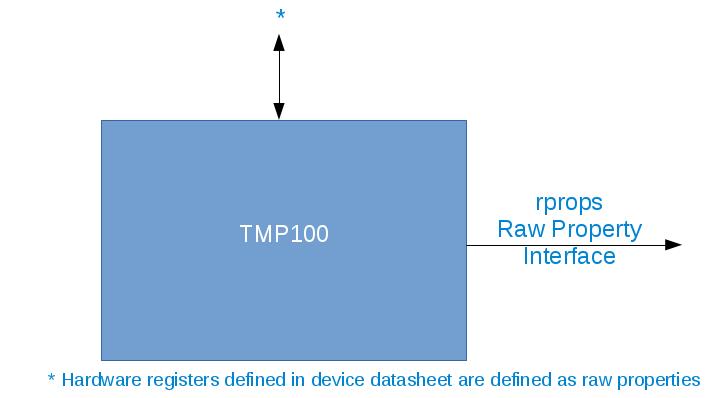 *
TMP100
rprops
Raw Property
Interface
* Hardware registers defined in device datasheet are defined as raw properties